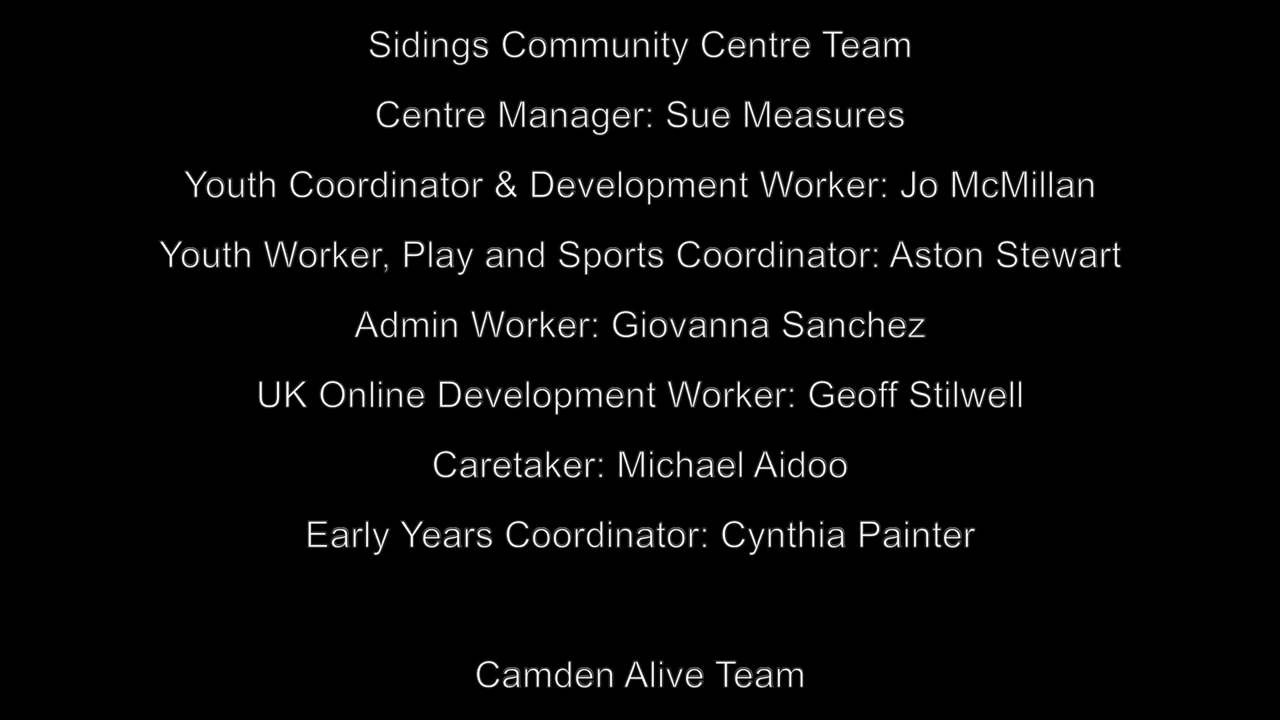 Sidings Community Centre Team
Centre Manager: Sue Measures
Youth Coordinator & Development Worker: Jo McMillan
Youth Worker, Play and Sports Coordinator: Aston Stewart
Admin Worker: Giovanna Sanchez
UK Online Development Worker: Geoff Stilwell
Caretaker: Michael Aidoo
Early Years Coordinator: Cynthia Painter
Camden Alive Team